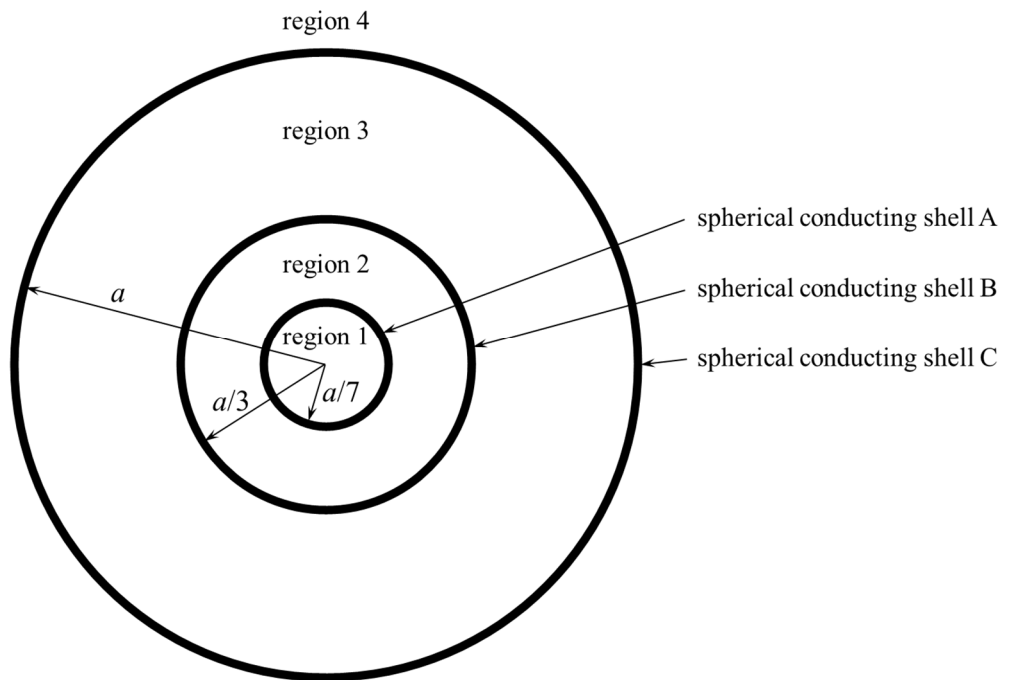 region 4
region 3
spherical conducting shell A
region 2
spherical conducting shell B
a
region 1
spherical conducting shell C
a/3
a/7